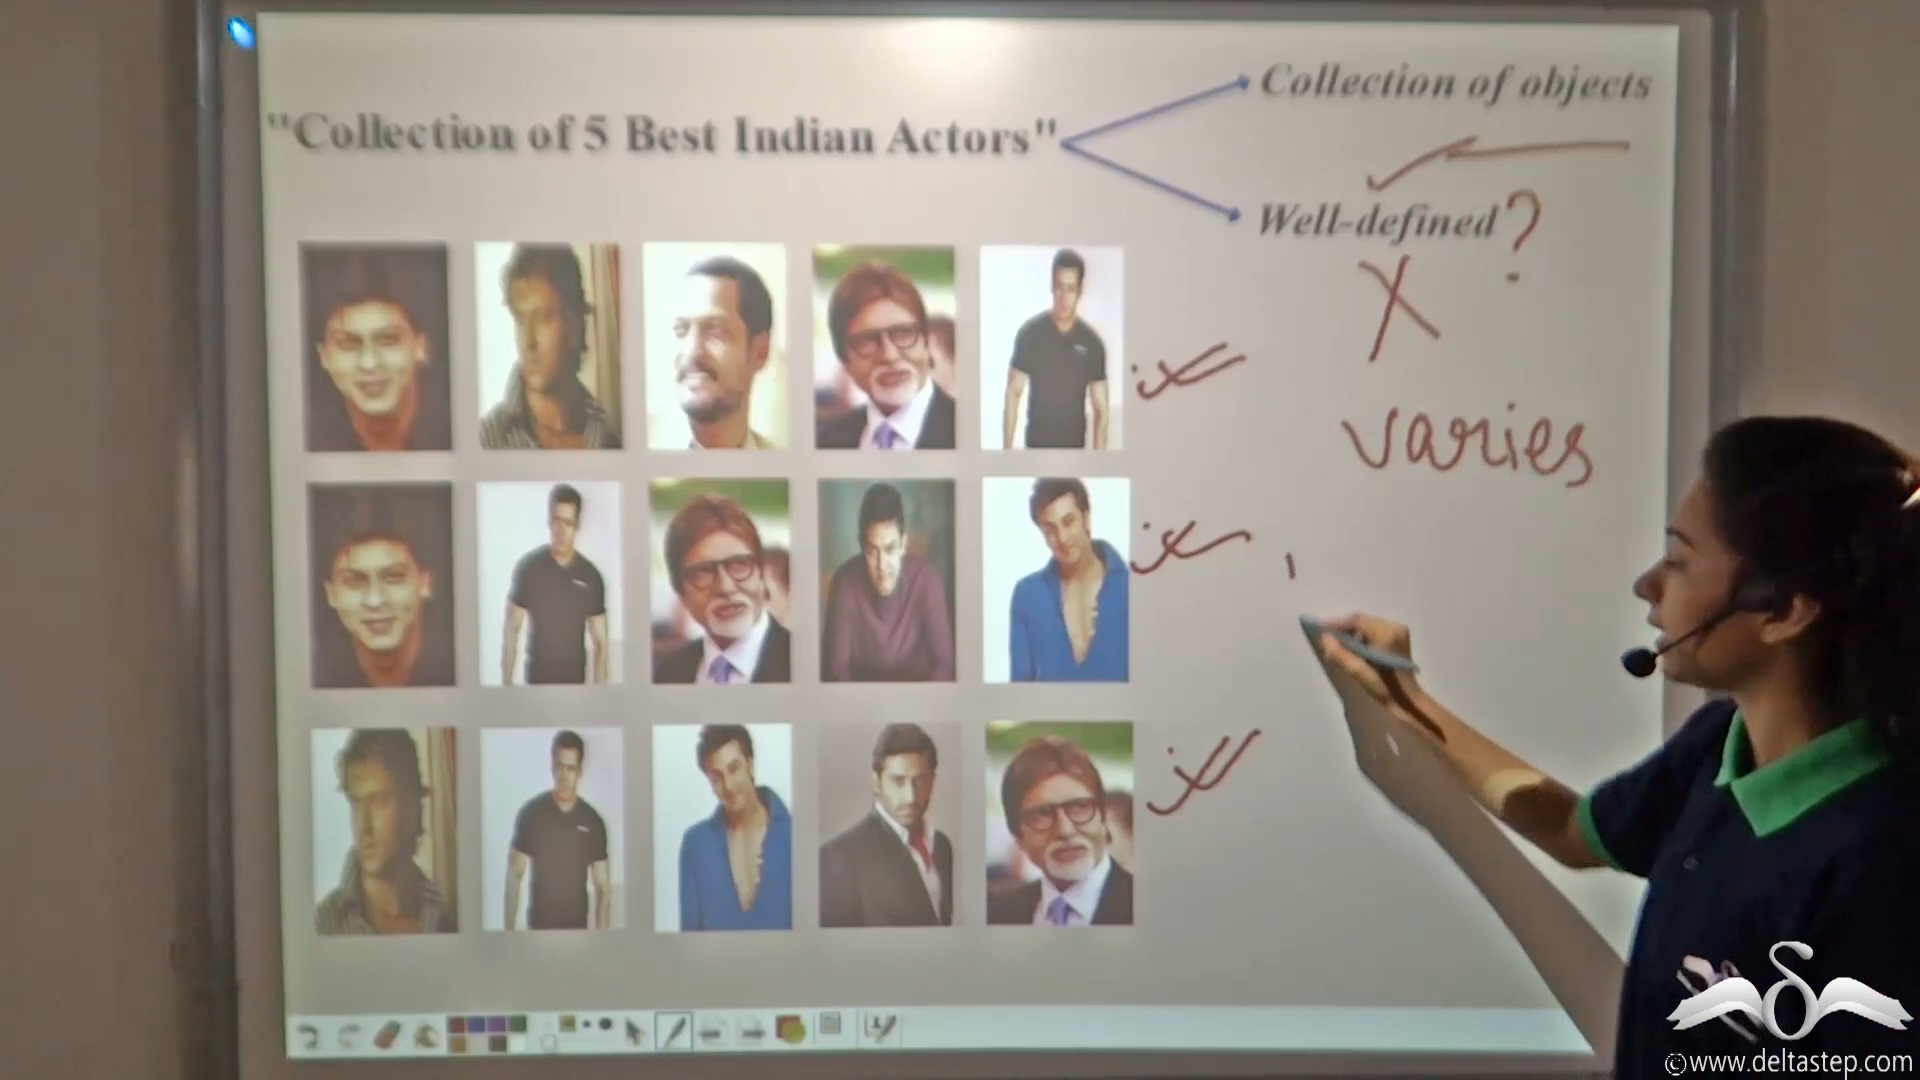 Collection of objects
"Collection of 5 Best Indian Actors"
Well-defined ?
X
varies
©www.deltastep.com